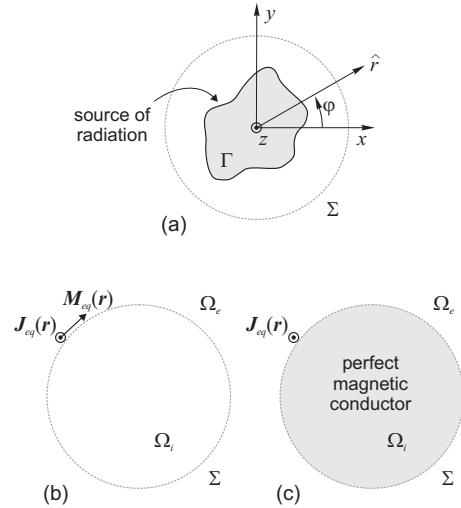 y
r̂
source of
radiation
φ
z
x
Γ
Σ
(a)
M_eq(r)
J_eq(r)
Ω_e
Ω_i
Σ
(b)
J_eq(r)
Ω_e
perfect
magnetic
conductor
Ω_i
Σ
(c)